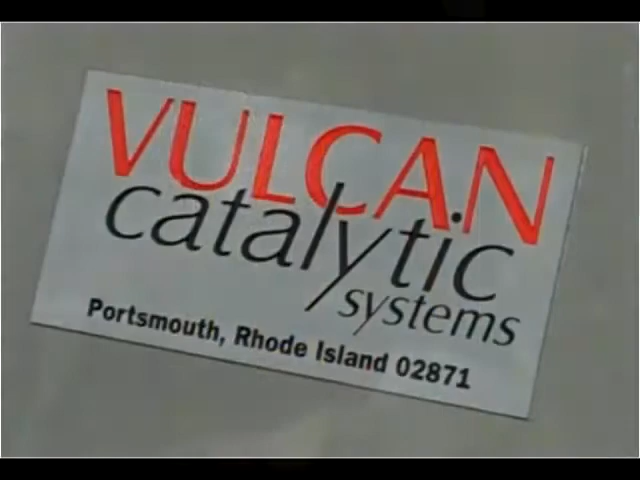 VULCAN
catalytic
systems
Portsmouth, Rhode Island 02871